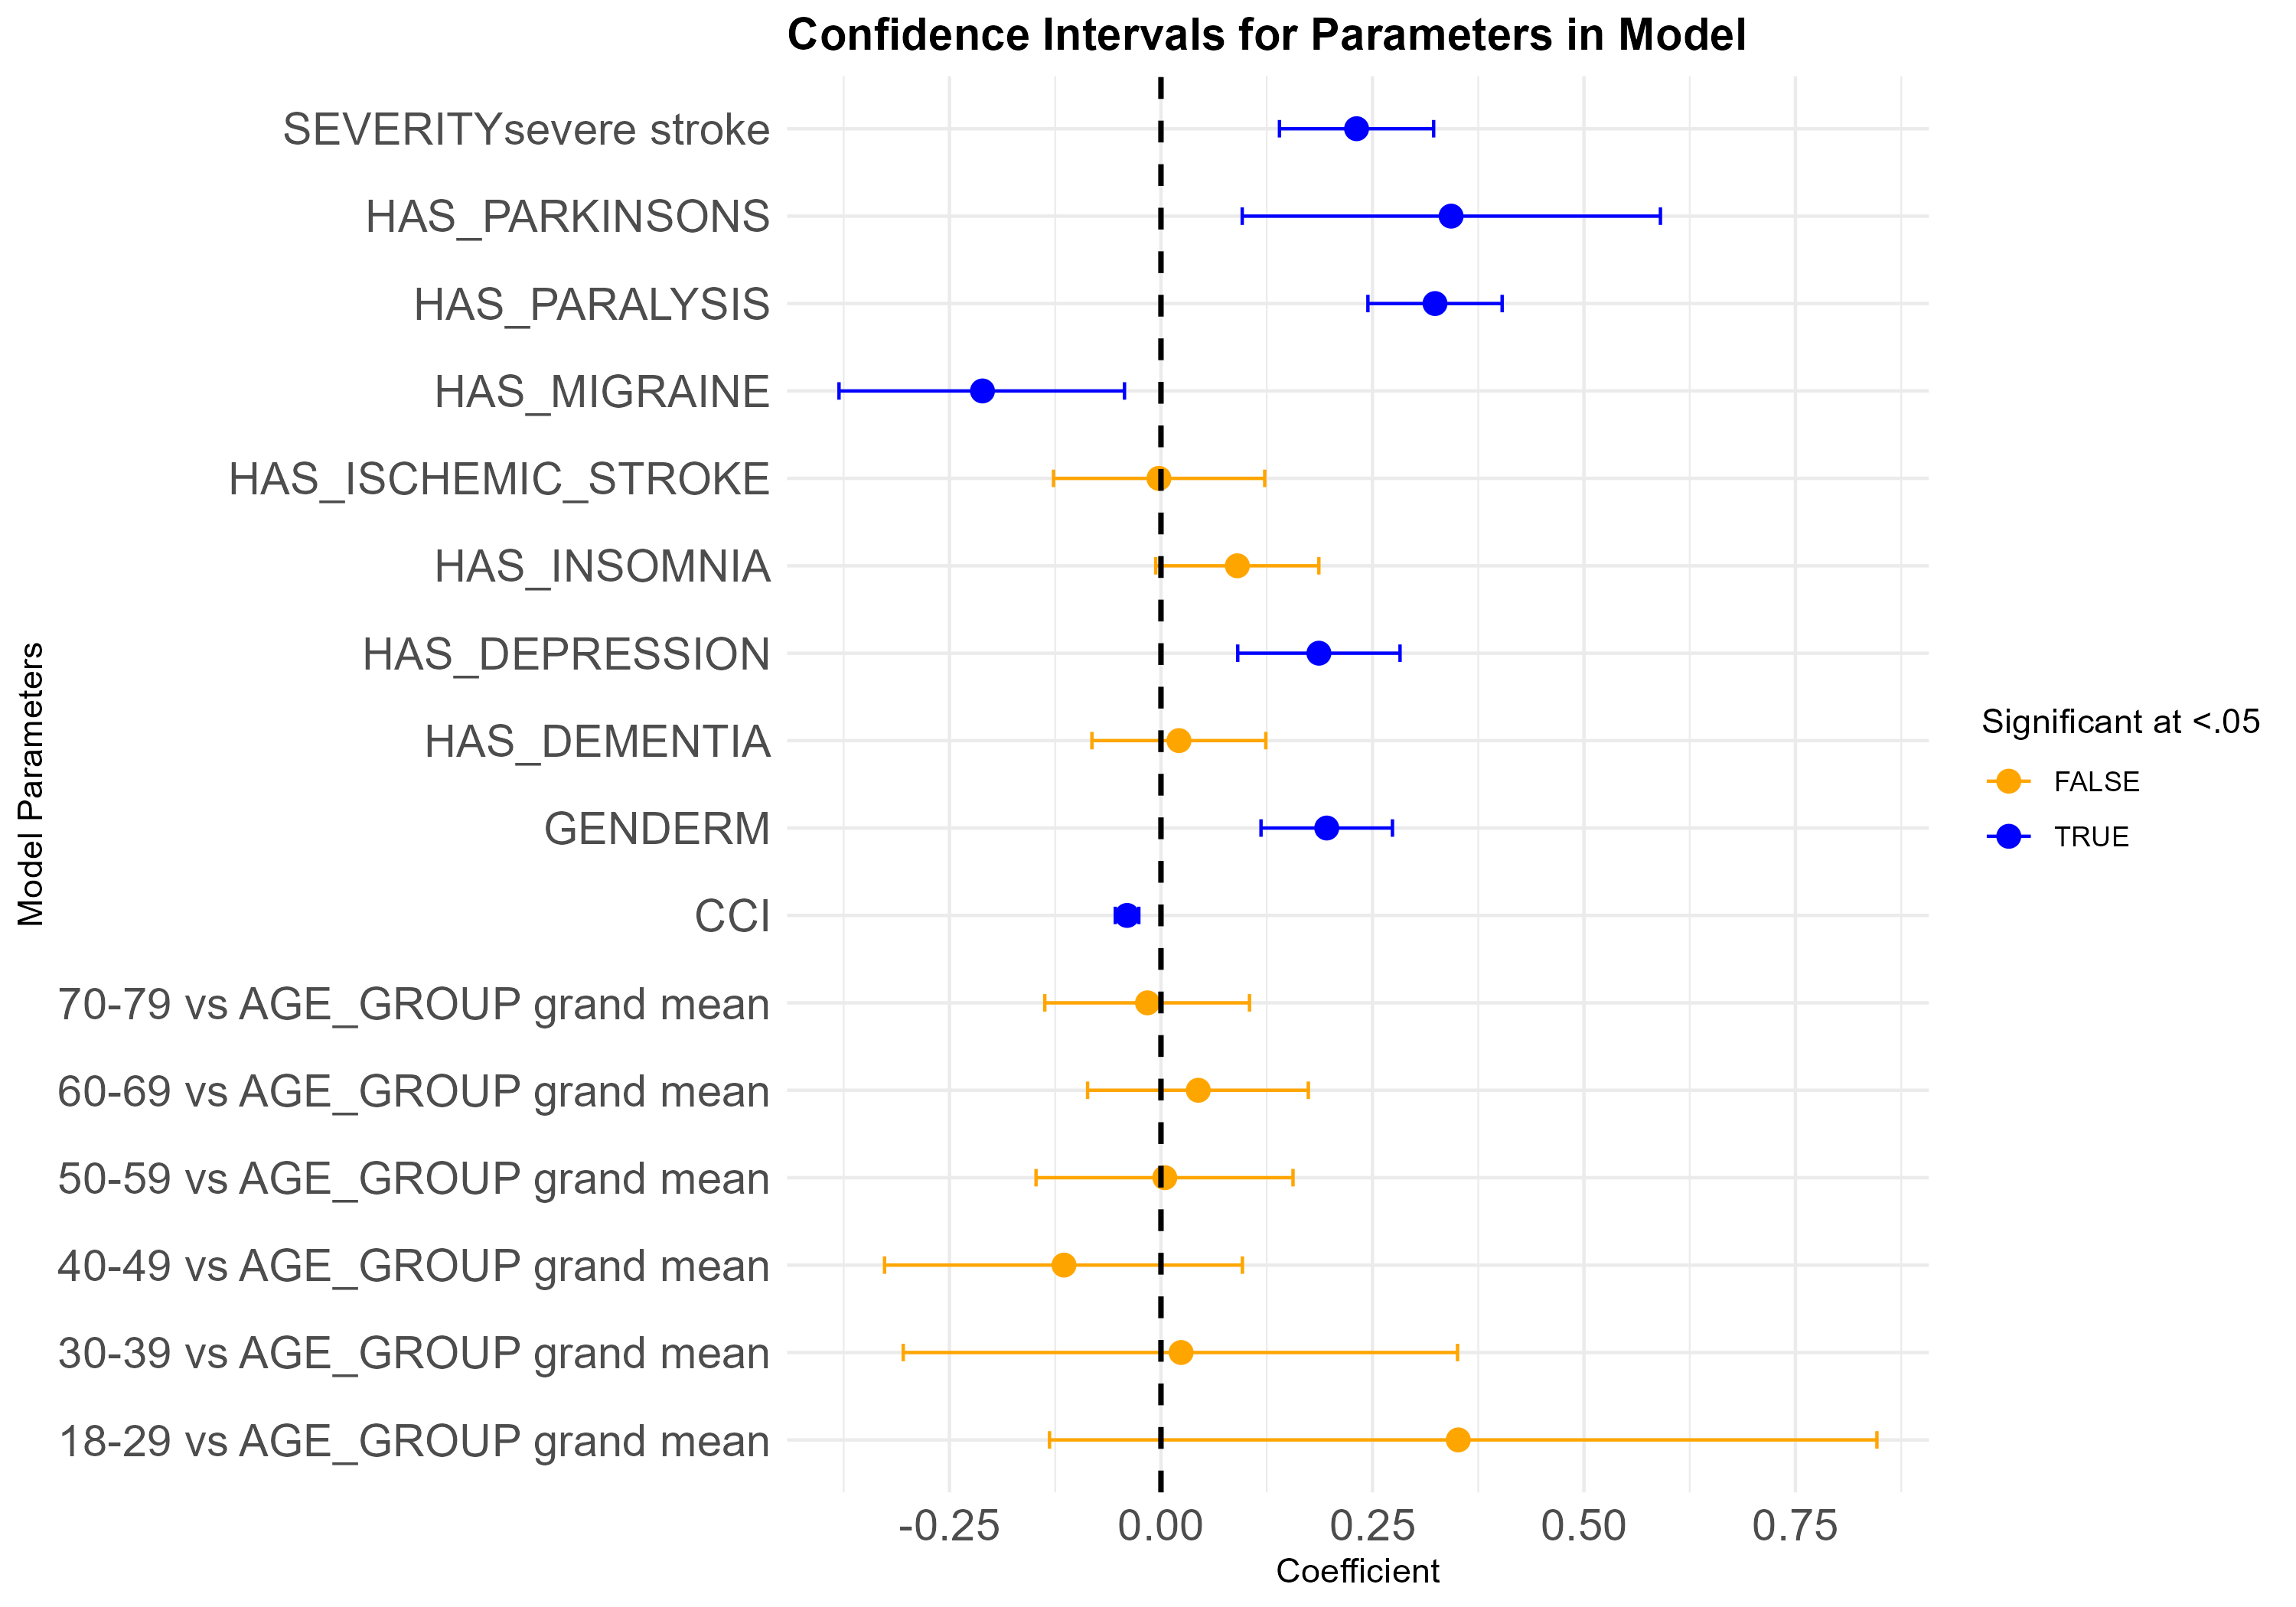 Confidence Intervals for Parameters in Model
SEVERITYsevere stroke
HAS_PARKINSONS
HAS_PARALYSIS
HAS_MIGRAINE
HAS_ISCHEMIC_STROKE
HAS_INSOMNIA
HAS_DEPRESSION
HAS_DEMENTIA
GENDERM
CCI
70-79 vs AGE_GROUP grand mean
60-69 vs AGE_GROUP grand mean
50-59 vs AGE_GROUP grand mean
40-49 vs AGE_GROUP grand mean
30-39 vs AGE_GROUP grand mean
18-29 vs AGE_GROUP grand mean
Model Parameters
-0.25 0.00 0.25 0.50 0.75
Coefficient
Significant at <.05
FALSE
TRUE